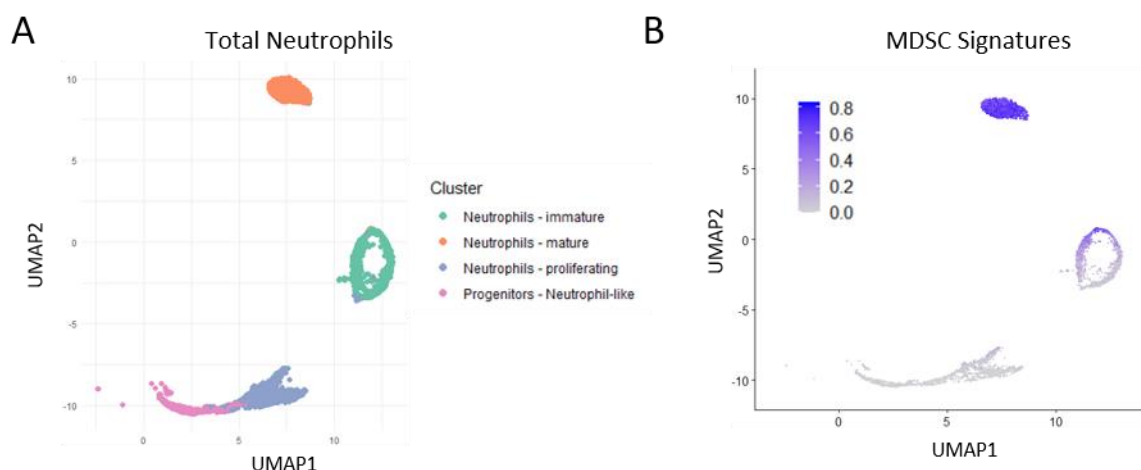 A
Total Neutrophils
10
5
0
-5
-10
0
5
10
UMAP2
UMAP1
Cluster
Neutrophils - immature
Neutrophils - mature
Neutrophils - proliferating
Progenitors - Neutrophil-like
B
MDSC Signatures
10
5
0
-5
-10
0
5
10
UMAP2
UMAP1
0.8
0.6
0.4
0.2
0.0